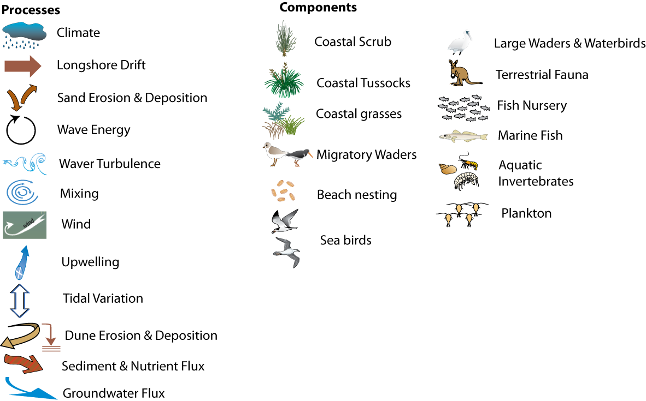 Processes
Climate
Longshore Drift
Sand Erosion & Deposition
Wave Energy
Waver Turbulence
Mixing
Wind
Upwelling
Tidal Variation
Dune Erosion & Deposition
Sediment & Nutrient Flux
Groundwater Flux
Components
Coastal Scrub
Coastal Tussocks
Coastal grasses
Migratory Waders
Beach nesting
Sea birds
Large Waders & Waterbirds
Terrestrial Fauna
Fish Nursery
Marine Fish
Aquatic
Invertebrates
Plankton